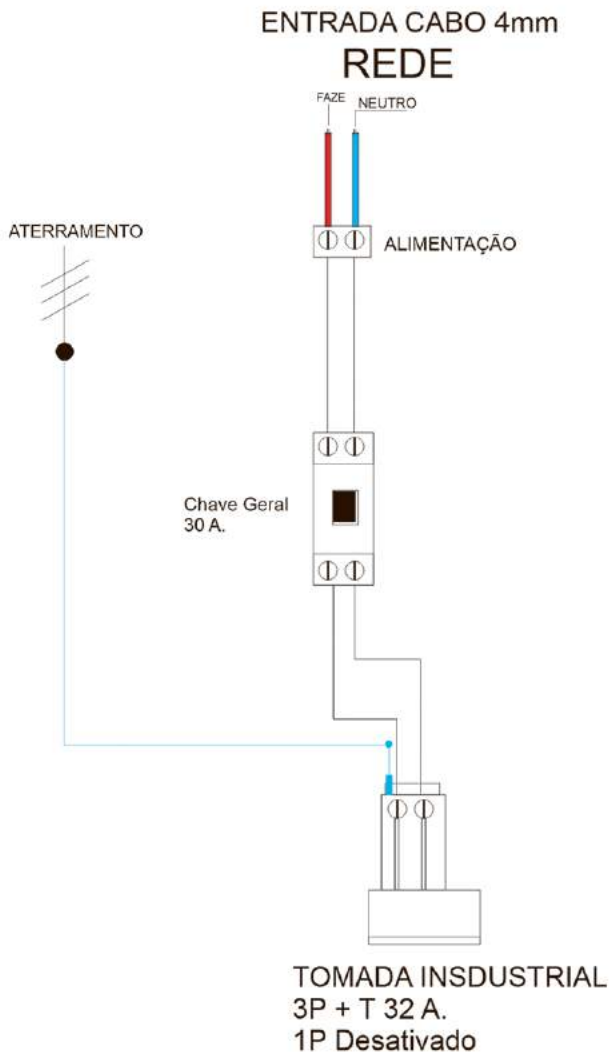 ENTRADA CABO 4mm
REDE
FAZE
NEUTRO
ATERRAMENTO
ALIMENTAÇÃO
Chave Geral
30 A.
TOMADA INSDUSTRIAL
3P + T 32 A.
1P Desativado